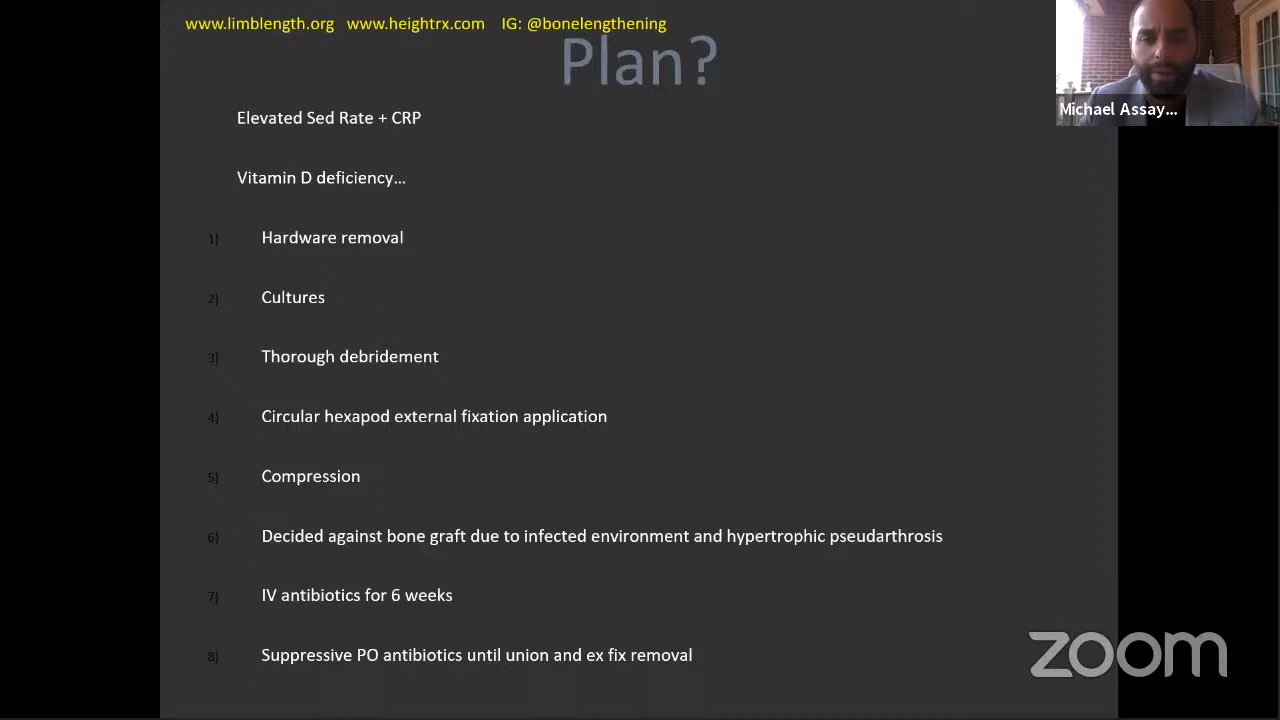 www.limblength.org www.heightrx.com IG: @bonelengthening
Plan?
Michael Assay...
Elevated Sed Rate + CRP
Vitamin D deficiency...
1) Hardware removal
2) Cultures
3) Thorough debridement
4) Circular hexapod external fixation application
5) Compression
6) Decided against bone graft due to infected environment and hypertrophic pseudarthrosis
7) IV antibiotics for 6 weeks
8) Suppressive PO antibiotics until union and ex fix removal
zoom